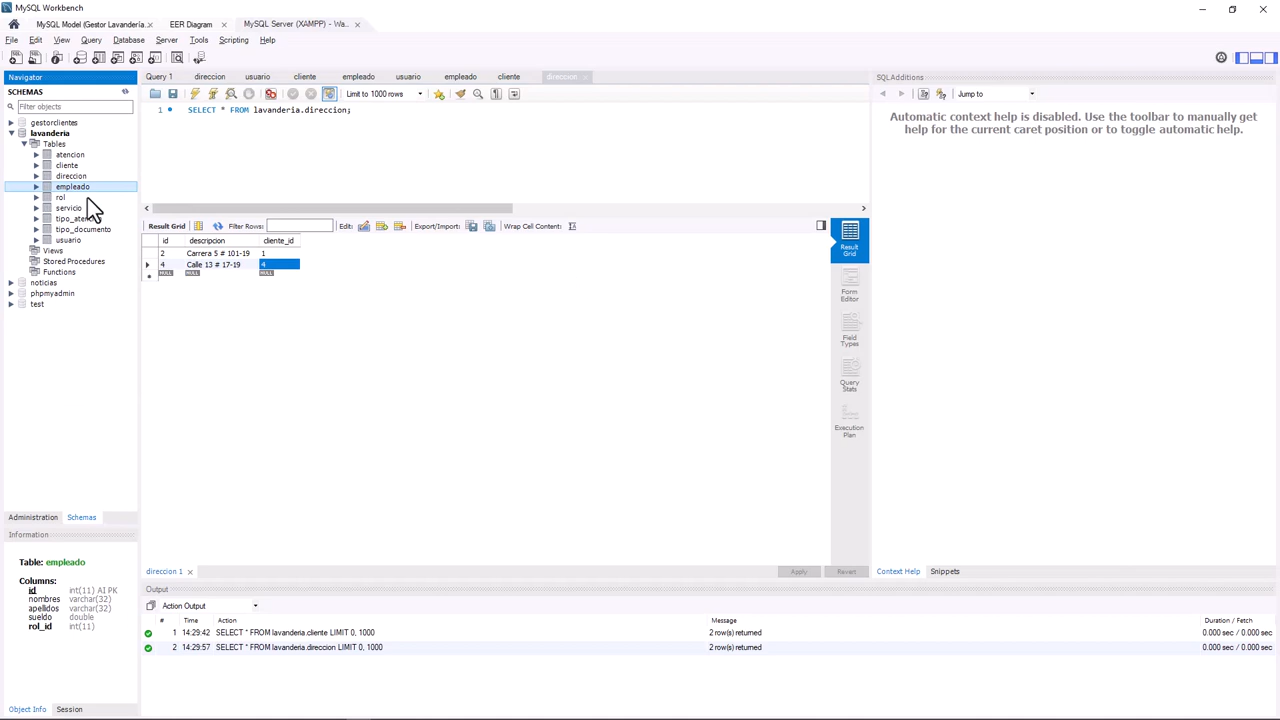 MySQL Workbench
MySQL Model (Gestor Lavandería... × EER Diagram × MySQL Server (XAMPP) - Wa... ×
File Edit View Query Database Server Tools Scripting Help
Navigator
SCHEMAS
Filter objects
gestorclientes
lavanderia
Tables
atencion
cliente
direccion
empleado
rol
servicio
tipo_documento
usuario
Views
Stored Procedures
Functions
noticias
phpmyadmin
test
Administration Schemas
Information
Table: empleado
Columns:
id int(11) AI PK
nombres varchar(32)
apellidos varchar(32)
sueldo double
rol_id int(11)
Object Info Session
Query 1 direccion usuario cliente empleado usuario empleado cliente direccion ×
Limit to 1000 rows
1 SELECT * FROM lavanderia.direccion;
Result Grid Filter Rows: Edit: Export/Import: Wrap Cell Content:
id descripcion cliente_id
2 Carrera 5 # 101-19 1
4 Calle 13 # 17-19 4
NULL NULL NULL
Result Grid
Form Editor
Field Types
Query Stats
Execution Plan
direccion 1 × Apply Revert
SQLAdditions
Jump to
Automatic context help is disabled. Use the toolbar to manually get
help for the current caret position or to toggle automatic help.
Context Help Snippets
Output
Action Output
# Time Action Message Duration / Fetch
1 14:29:42 SELECT * FROM lavanderia.cliente LIMIT 0, 1000 2 row(s) returned 0.000 sec / 0.000 sec
2 14:29:57 SELECT * FROM lavanderia.direccion LIMIT 0, 1000 2 row(s) returned 0.000 sec / 0.000 sec